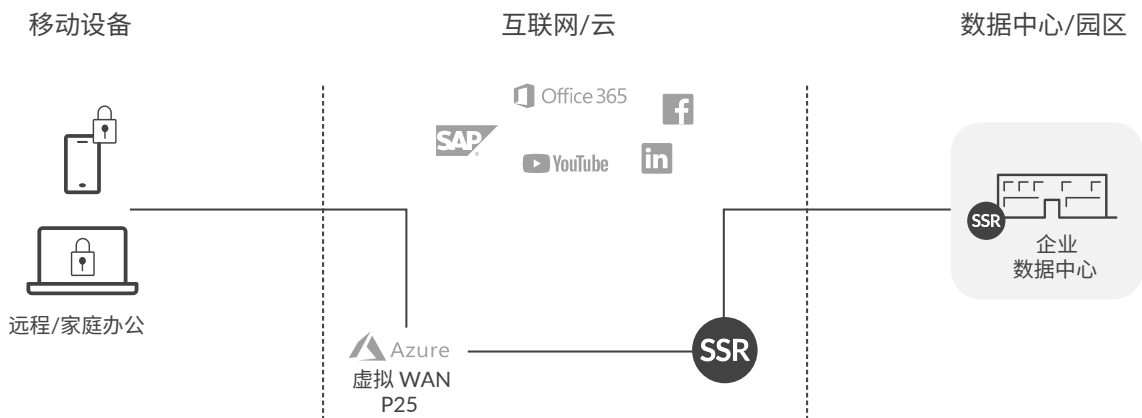 移动设备
互联网/云
数据中心/园区
Office 365
SAP
YouTube
in
SSR
企业
数据中心
远程/家庭办公
Azure
虚拟 WAN
P25
SSR